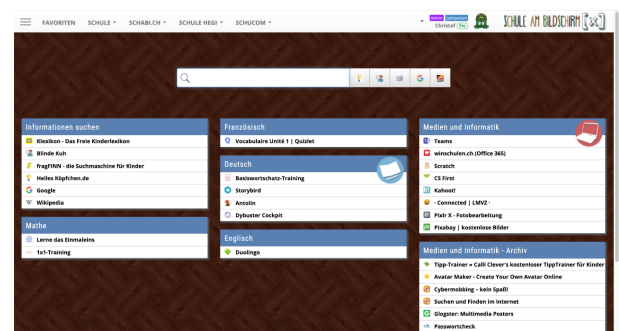 FAVORITEN SCHULE SCHABI.CH SCHULE HEGI SCHUCOM
Admin Lehrperson
Christof Pro
SCHULE AM BILDSCHIRM
Informationen suchen
Klexikon - Das Freie Kinderlexikon
Blinde Kuh
fragFINN - die Suchmaschine für Kinder
Helles Köpfchen.de
Google
Wikipedia
Mathe
Lerne das Einmaleins
1x1-Training
Französisch
Vocabulaire Unité 1 | Quizlet
Deutsch
Basiswortschatz-Training
Storybird
Antolin
Dybuster Cockpit
Englisch
Duolingo
Medien und Informatik
Teams
winschulen.ch (Office 365)
Scratch
CS First
Kahoot!
· Connected | LMVZ ·
Pixlr X - Fotobearbeitung
Pixabay | kostenlose Bilder
Medien und Informatik - Archiv
Tipp-Trainer » Calli Clever's kostenloser TippTrainer für Kinder
Avatar Maker - Create Your Own Avatar Online
Cybermobbing – kein Spaß!
Suchen und Finden im Internet
Glogster: Multimedia Posters
Passwortcheck